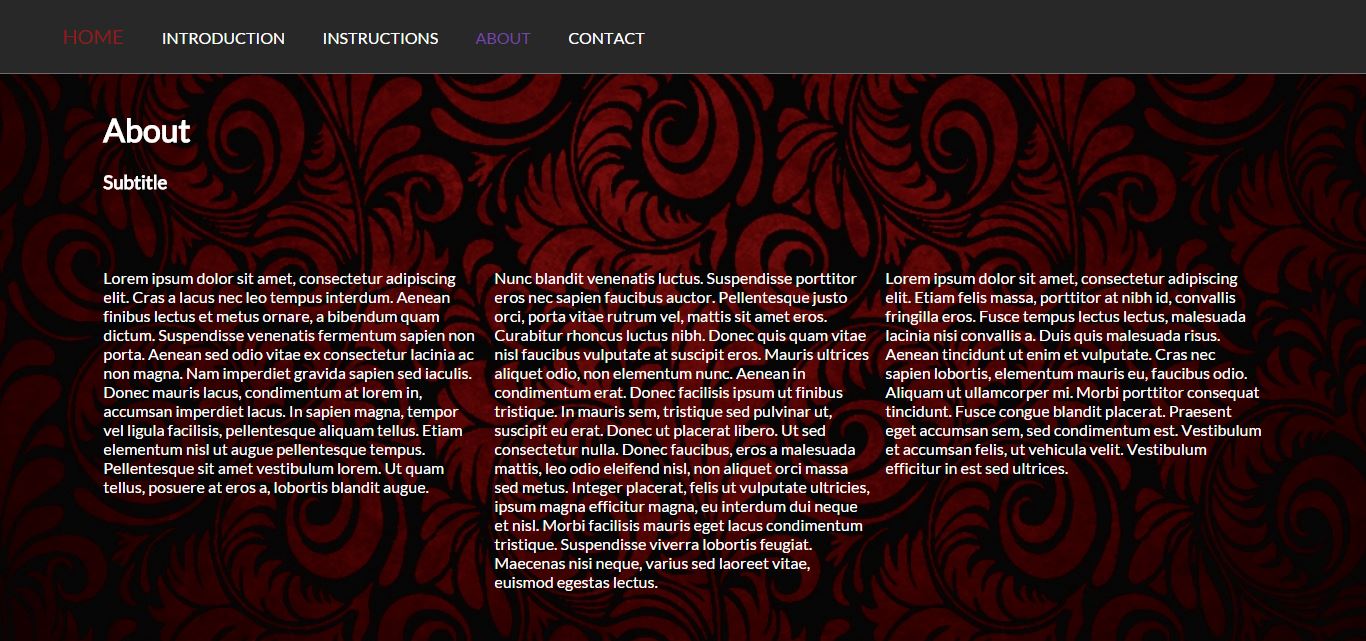 HOME INTRODUCTION INSTRUCTIONS ABOUT CONTACT
About
Subtitle
Lorem ipsum dolor sit amet, consectetur adipiscing
elit. Cras a lacus nec leo tempus interdum. Aenean
finibus lectus et metus ornare, a bibendum quam
dictum. Suspendisse venenatis fermentum sapien non
porta. Aenean sed odio vitae ex consectetur lacinia ac
non magna. Nam imperdiet gravida sapien sed iaculis.
Donec mauris lacus, condimentum at lorem in,
accumsan imperdiet lacus. In sapien magna, tempor
vel ligula facilisis, pellentesque aliquam tellus. Etiam
elementum nisl ut augue pellentesque tempus.
Pellentesque sit amet vestibulum lorem. Ut quam
tellus, posuere at eros a, lobortis blandit augue.
Nunc blandit venenatis luctus. Suspendisse porttitor
eros nec sapien faucibus auctor. Pellentesque justo
orci, porta vitae rutrum vel, mattis sit amet eros.
Curabitur rhoncus luctus nibh. Donec quis quam vitae
nisl faucibus vulputate at suscipit eros. Mauris ultrices
aliquet odio, non elementum nunc. Aenean in
condimentum erat. Donec facilisis ipsum ut finibus
tristique. In mauris sem, tristique sed pulvinar ut,
suscipit eu erat. Donec ut placerat libero. Ut sed
consectetur nulla. Donec faucibus, eros a malesuada
mattis, leo odio eleifend nisl, non aliquet orci massa
sed metus. Integer placerat, felis ut vulputate ultricies,
ipsum magna efficitur magna, eu interdum dui neque
et nisl. Morbi facilisis mauris eget lacus condimentum
tristique. Suspendisse viverra lobortis feugiat.
Maecenas nisi neque, varius sed laoreet vitae,
euismod egestas lectus.
Lorem ipsum dolor sit amet, consectetur adipiscing
elit. Etiam felis massa, porttitor at nibh id, convallis
fringilla eros. Fusce tempus lectus lectus, malesuada
lacinia nisi convallis a. Duis quis malesuada risus.
Aenean tincidunt ut enim et vulputate. Cras nec
sapien lobortis, elementum mauris eu, faucibus odio.
Aliquam ut ullamcorper mi. Morbi porttitor consequat
tincidunt. Fusce congue blandit placerat. Praesent
eget accumsan sem, sed condimentum est. Vestibulum
et accumsan felis, ut vehicula velit. Vestibulum
efficitur in est sed ultrices.